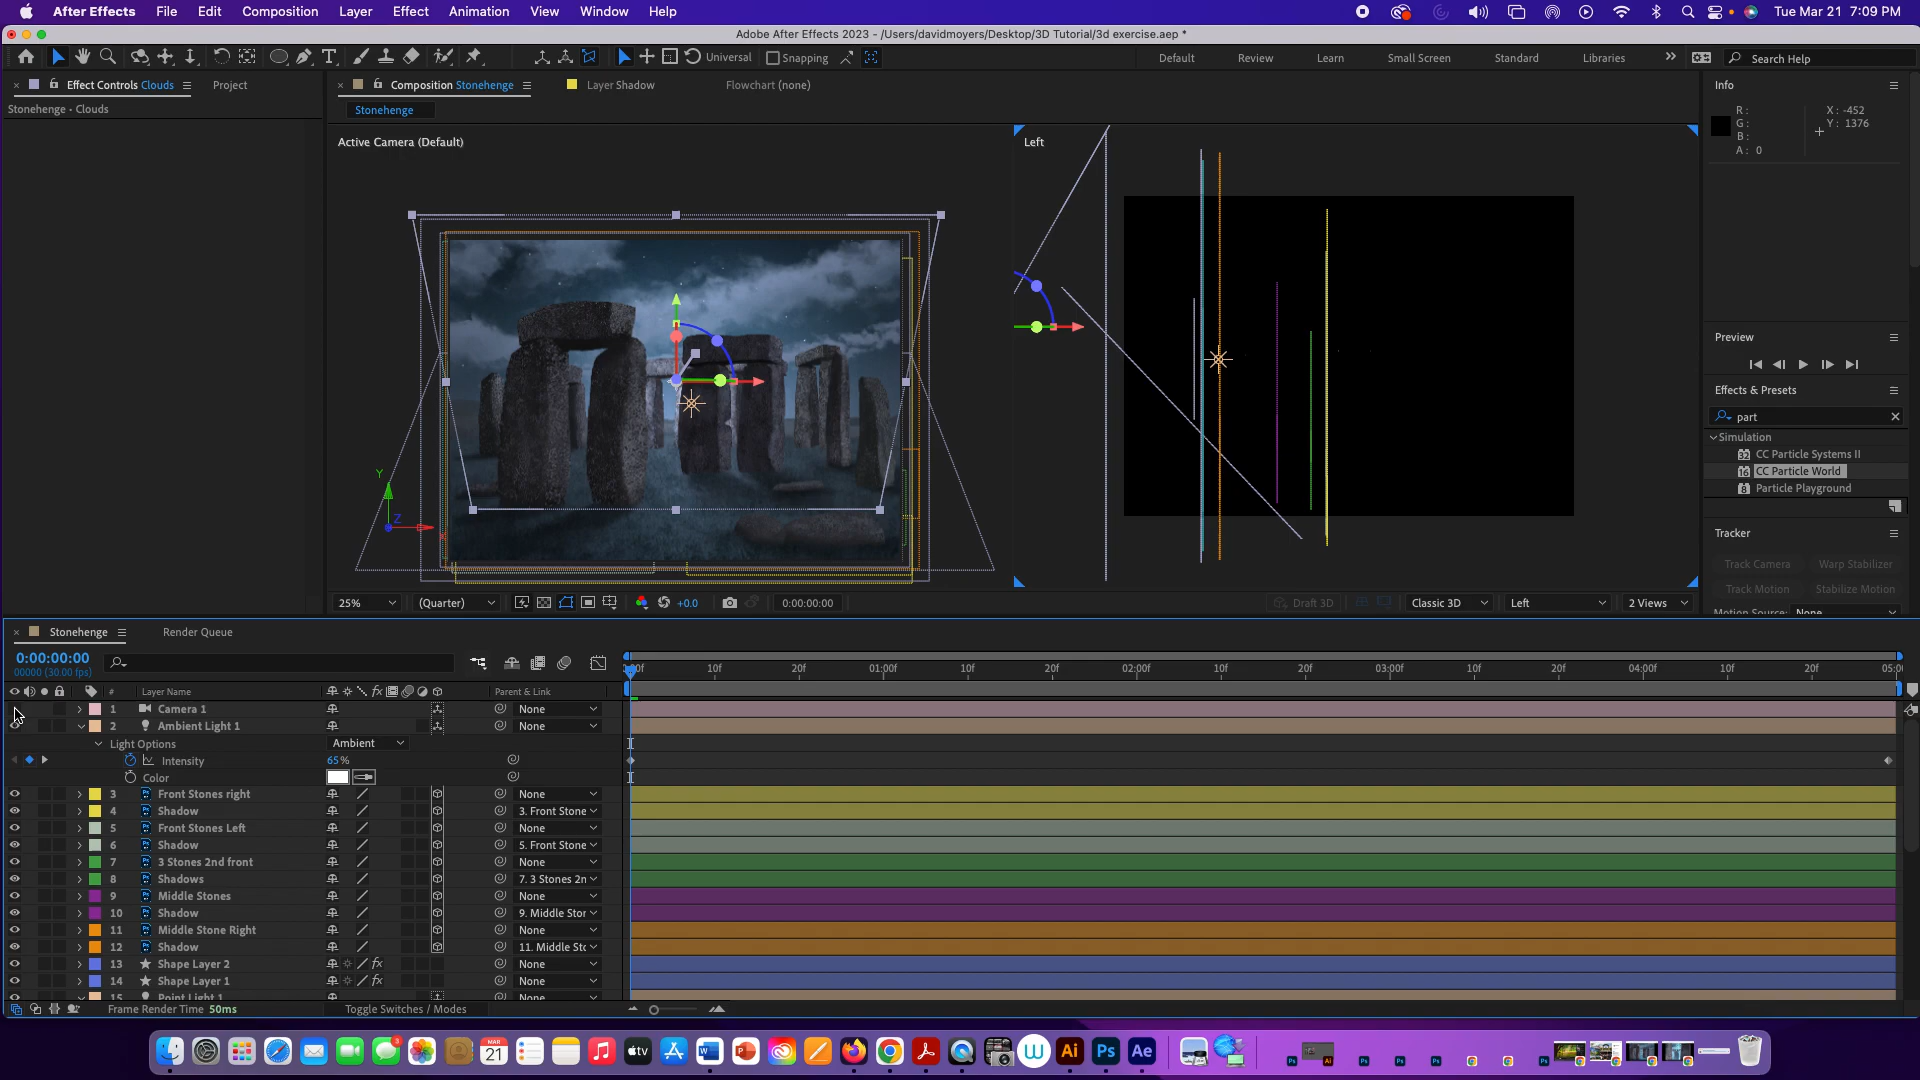 After Effects File Edit Composition Layer Effect Animation View Window Help Tue Mar 21 7:09 PM
Adobe After Effects 2023 - /Users/davidmoyers/Desktop/3D Tutorial/3d exercise.aep *
Universal Snapping Default Review Learn Small Screen Standard Libraries Search Help
Effect Controls Clouds Project Composition Stonehenge Layer Shadow Flowchart (none) Info
Stonehenge • Clouds Stonehenge
R: X: -452
G: Y: 1376
B:
A: 0
Active Camera (Default) Left
Preview
Effects & Presets
part
Simulation
CC Particle Systems II
CC Particle World
Particle Playground
Tracker
Track Camera Warp Stabilizer
Track Motion Stabilize Motion
Motion Source: None
Y
Z
25% (Quarter) +0.0 0:00:00:00 Draft 3D Classic 3D Left 2 Views
Stonehenge Render Queue
0:00:00:00
00000 (30.00 fps)
10f 20f 01:00f 10f 20f 02:00f 10f 20f 03:00f 10f 20f 04:00f 10f 20f
# Layer Name Parent & Link
1 Camera 1 None
2 Ambient Light 1 None
Light Options Ambient
Intensity 65%
Color
3 Front Stones right None
4 Shadow 3. Front Stone
5 Front Stones Left None
6 Shadow 5. Front Stone
7 3 Stones 2nd front None
8 Shadows 7. 3 Stones 2n
9 Middle Stones None
10 Shadow 9. Middle Stor
11 Middle Stone Right None
12 Shadow 11. Middle Stc
13 Shape Layer 2 None
14 Shape Layer 1 None
15 Point Light 1 None
Frame Render Time 50ms Toggle Switches / Modes